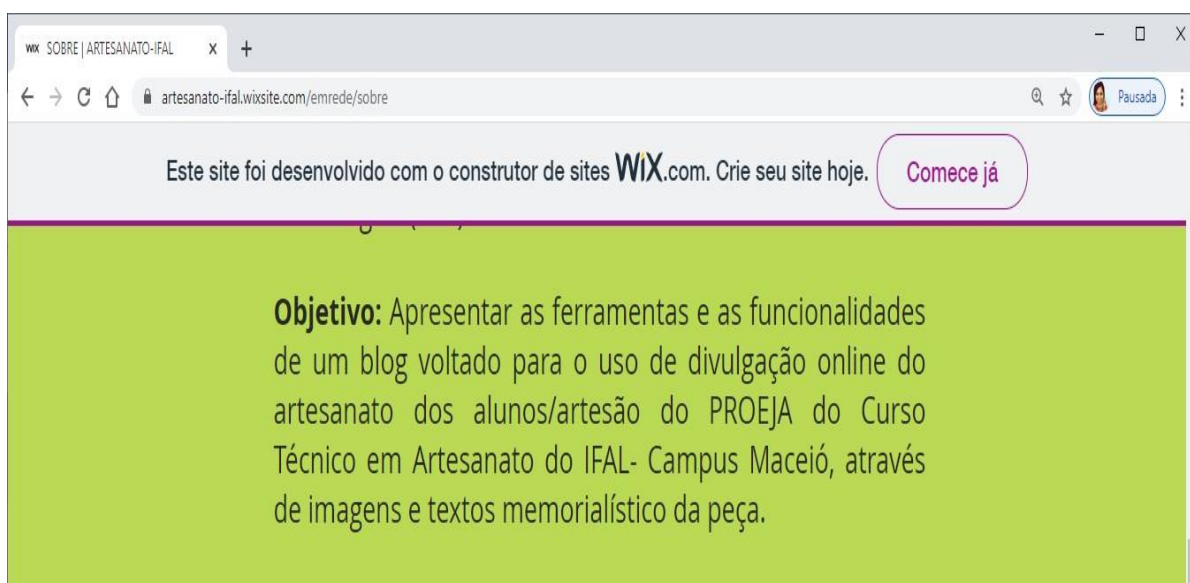 WIX SOBRE | ARTESANATO-IFAL
artesanato-ifal.wixsite.com/emrede/sobre
Pausada
Este site foi desenvolvido com o construtor de sites WiX.com. Crie seu site hoje. Comece já
Objetivo: Apresentar as ferramentas e as funcionalidades
de um blog voltado para o uso de divulgação online do
artesanato dos alunos/artesão do PROEJA do Curso
Técnico em Artesanato do IFAL- Campus Maceió, através
de imagens e textos memorialístico da peça.